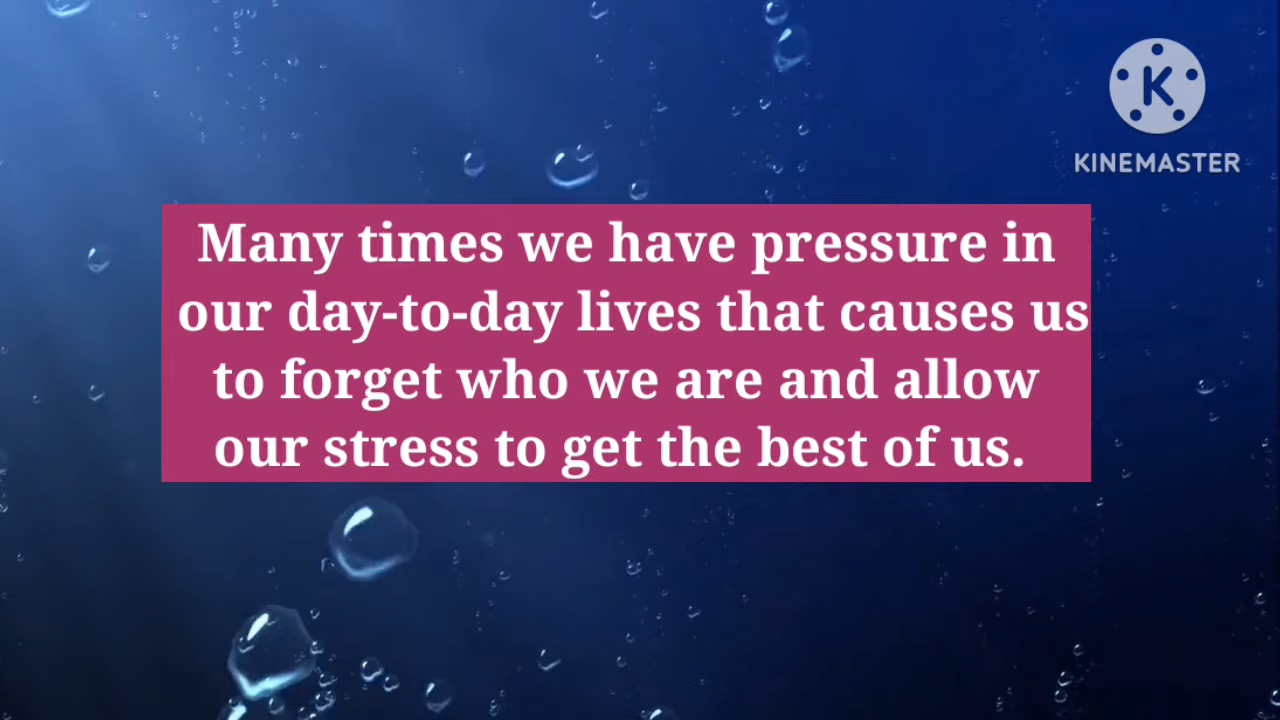 KINEMASTER
Many times we have pressure in
our day-to-day lives that causes us
to forget who we are and allow
our stress to get the best of us.